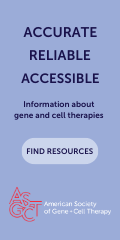 ACCURATE
RELIABLE
ACCESSIBLE
Information about
gene and cell therapies
FIND RESOURCES
ASGCT
American Society
of Gene + Cell Therapy